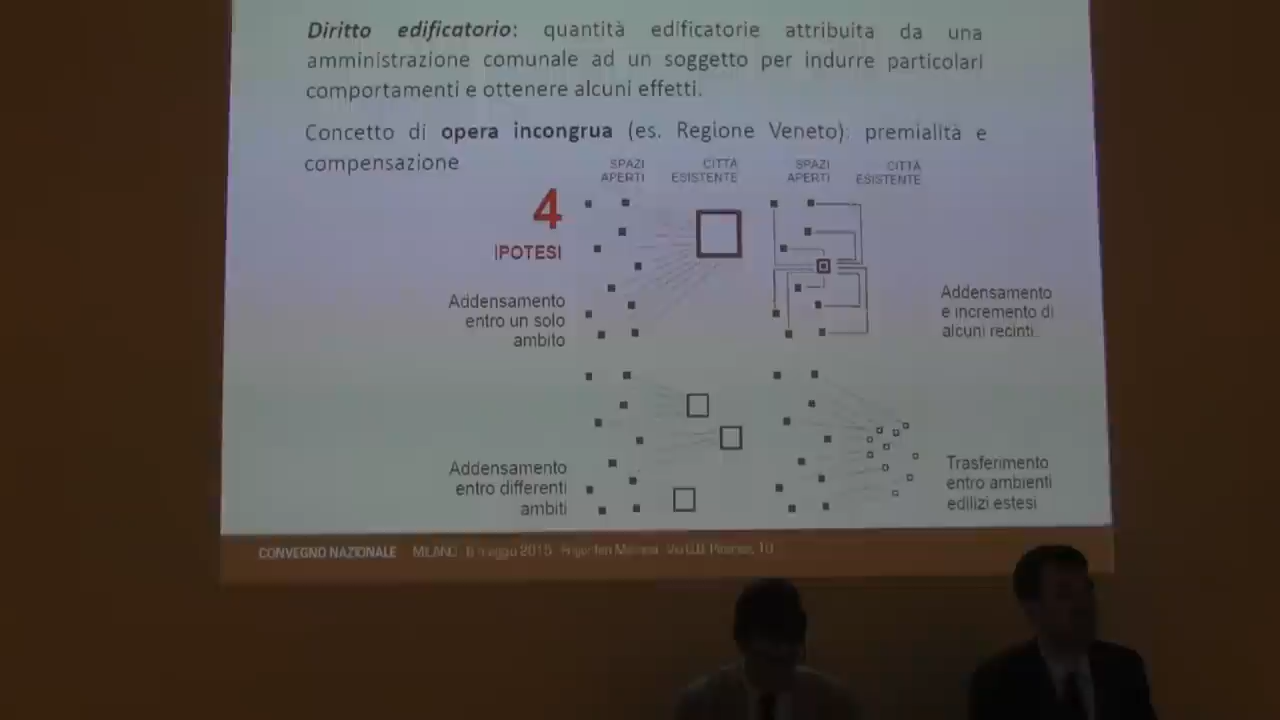 Diritto edificatorio: quantità edificatorie attribuita da una
amministrazione comunale ad un soggetto per indurre particolari
comportamenti e ottenere alcuni effetti.
Concetto di opera incongrua (es. Regione Veneto): premialità e
compensazione
SPAZI APERTI
CITTÀ ESISTENTE
SPAZI APERTI
CITTÀ ESISTENTE
4
IPOTESI
Addensamento
entro un solo
ambito
Addensamento
e incremento di
alcuni recinti
Addensamento
entro differenti
ambiti
Trasferimento
entro ambienti
edilizi estesi
CONVEGNO NAZIONALE MILANO 6 maggio 2015